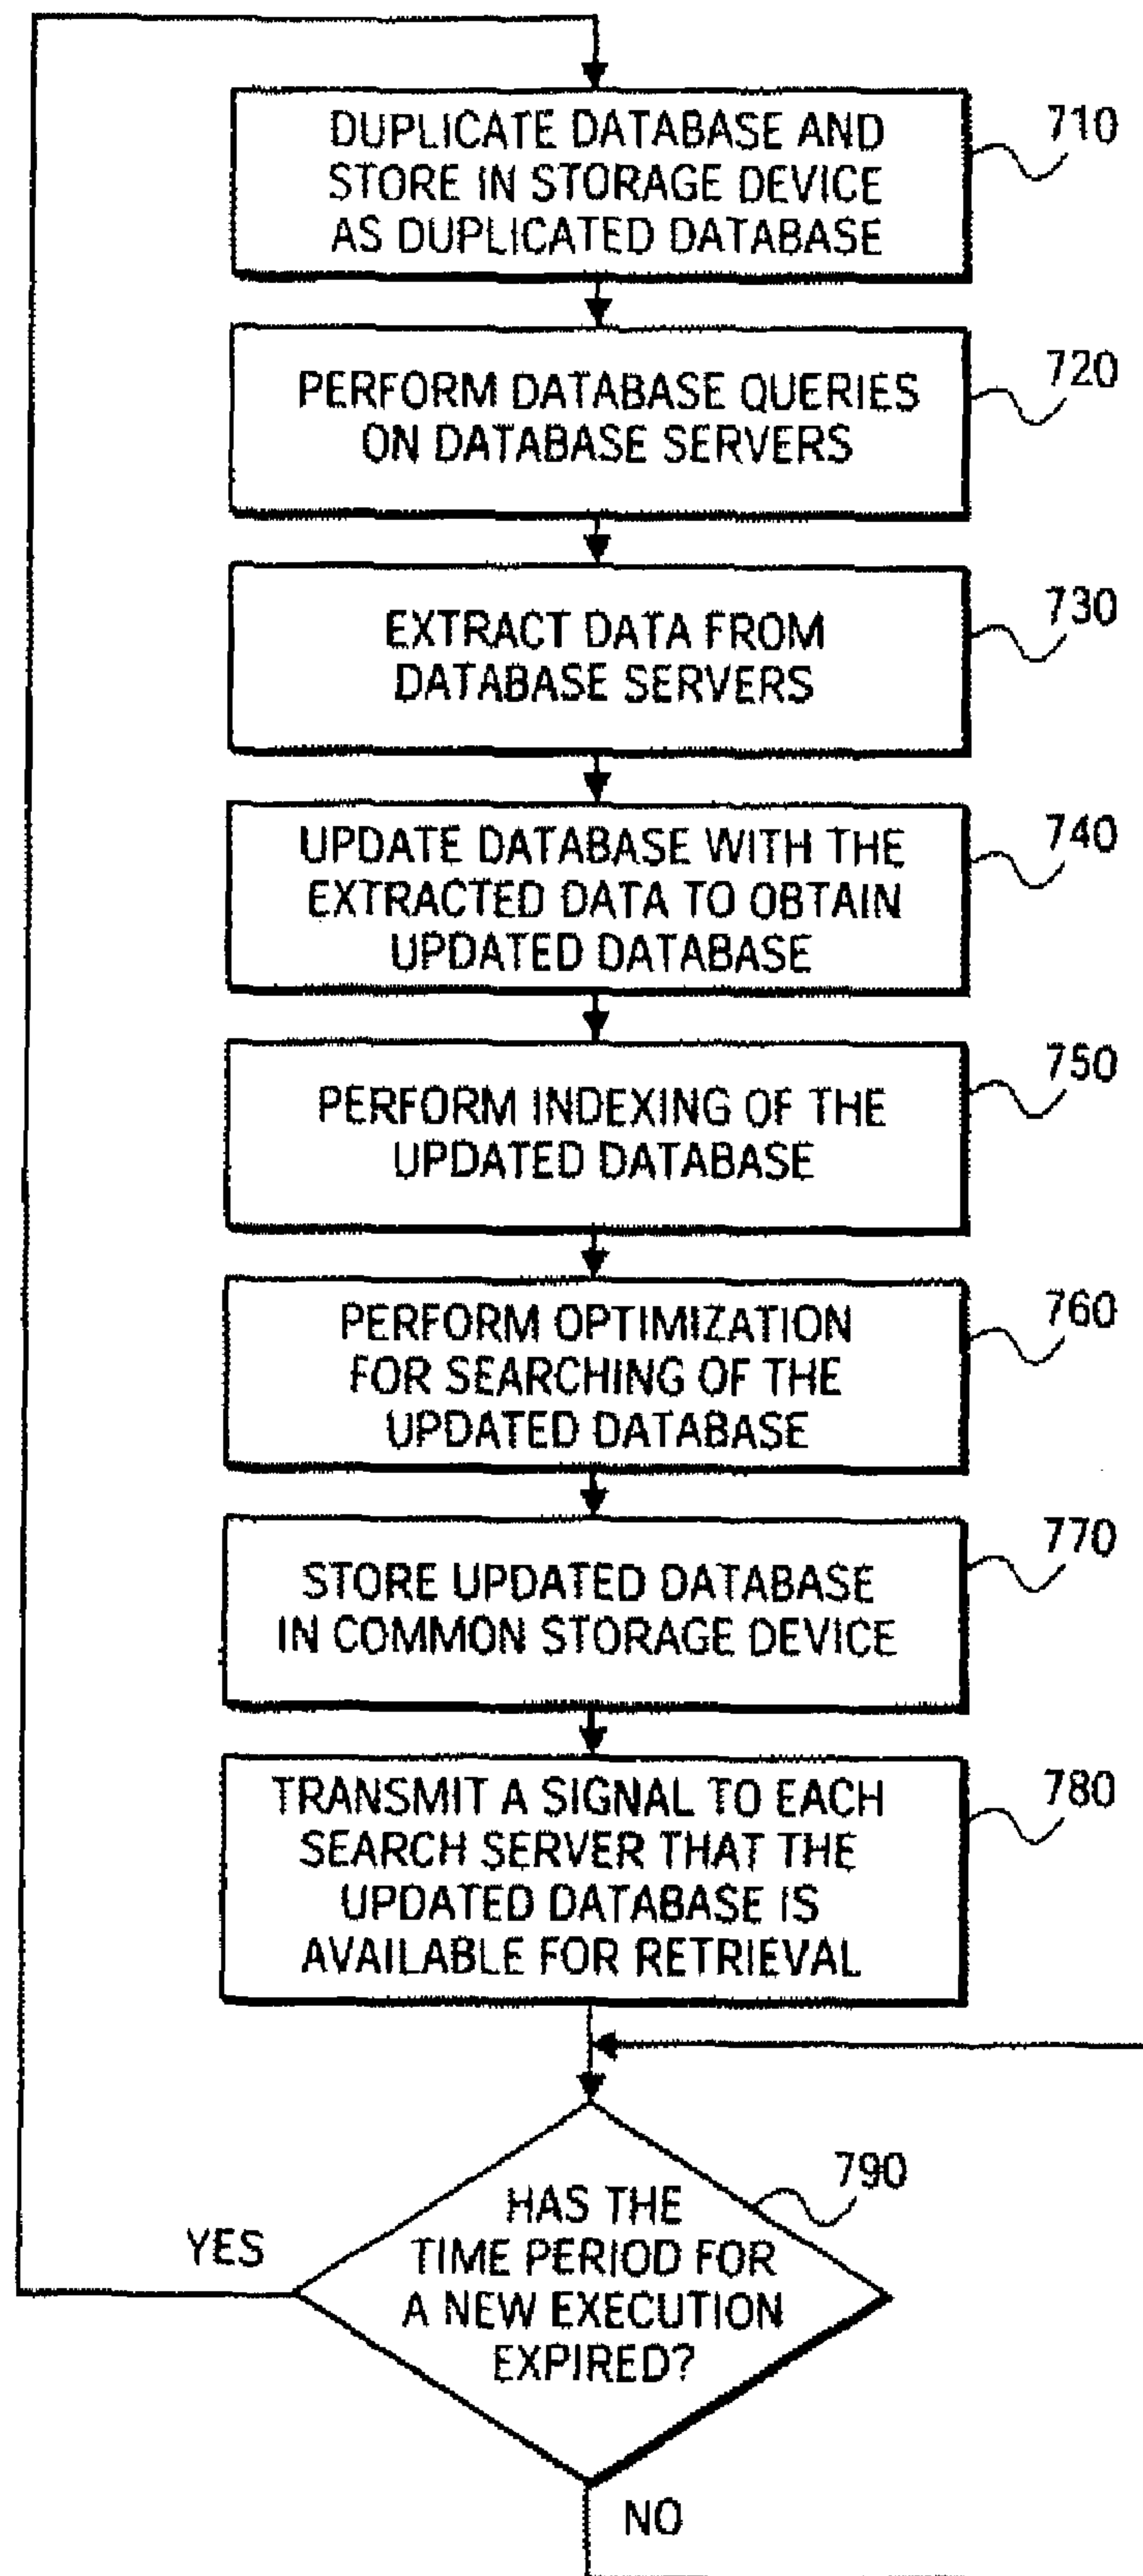 DUPLICATE DATABASE AND
STORE IN STORAGE DEVICE
AS DUPLICATED DATABASE
710
PERFORM DATABASE QUERIES
ON DATABASE SERVERS
720
EXTRACT DATA FROM
DATABASE SERVERS
730
UPDATE DATABASE WITH THE
EXTRACTED DATA TO OBTAIN
UPDATED DATABASE
740
PERFORM INDEXING OF THE
UPDATED DATABASE
750
PERFORM OPTIMIZATION
FOR SEARCHING OF THE
UPDATED DATABASE
760
STORE UPDATED DATABASE
IN COMMON STORAGE DEVICE
770
TRANSMIT A SIGNAL TO EACH
SEARCH SERVER THAT THE
UPDATED DATABASE IS
AVAILABLE FOR RETRIEVAL
780
HAS THE
TIME PERIOD FOR
A NEW EXECUTION
EXPIRED?
790
YES
NO